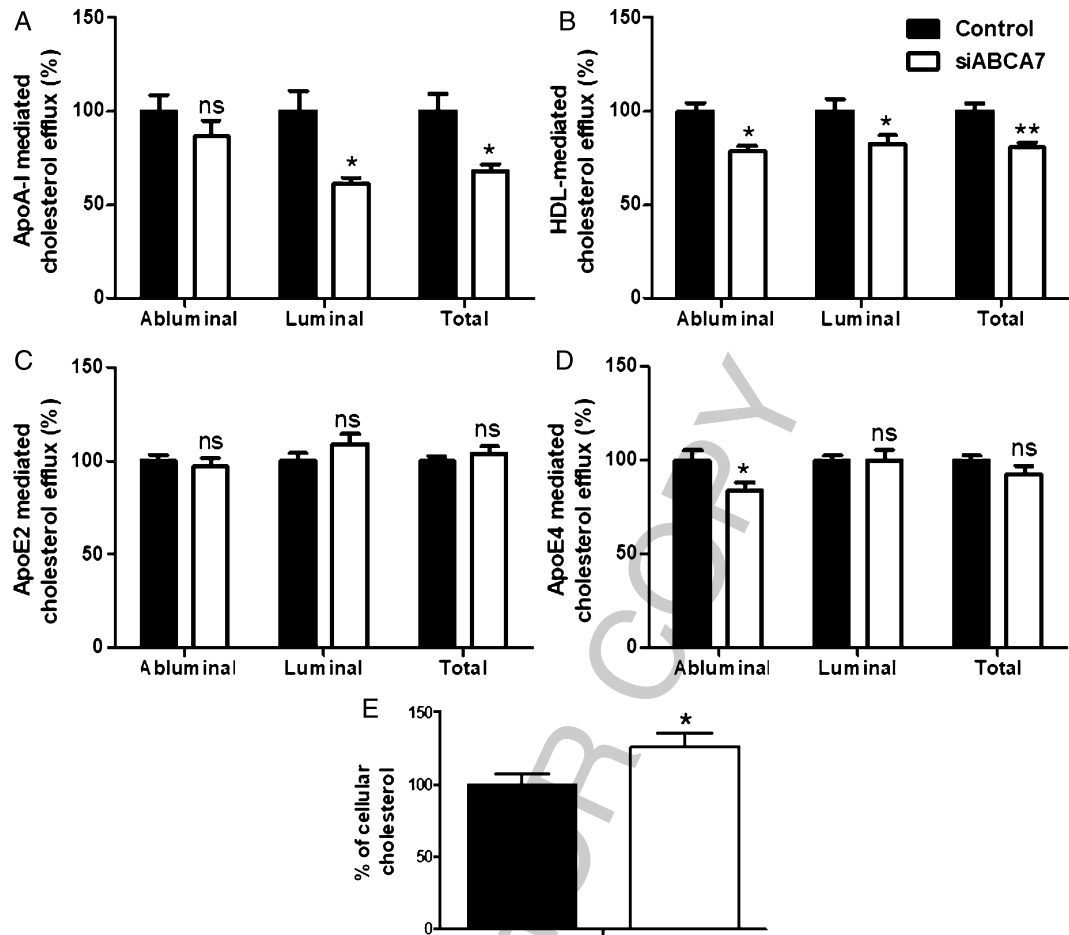 A
ApoA-I mediated
cholesterol efflux (%)
150
100
50
0
ns
*
*
Abluminal
Luminal
Total
B
HDL-mediated
cholesterol efflux (%)
150
100
50
0
*
*
**
Control
siABCA7
Abluminal
Luminal
Total
C
ApoE2 mediated
cholesterol efflux (%)
150
100
50
0
ns
ns
ns
Abluminal
Luminal
Total
D
ApoE4 mediated
cholesterol efflux (%)
150
100
50
0
*
ns
ns
Abluminal
Luminal
Total
E
% of cellular
cholesterol
150
100
50
0
*
OR COPY